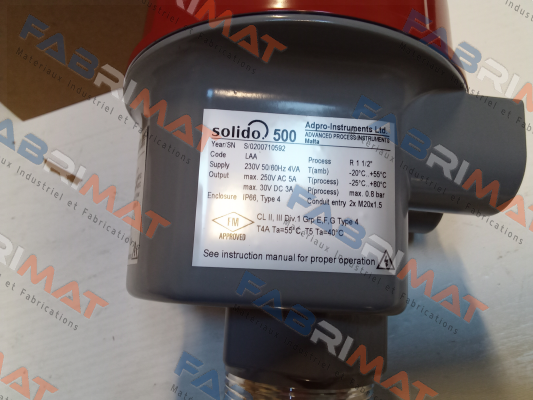 solido 500 Adpro-Instruments Ltd.
ADVANCED PROCESS INSTRUMENTS
Malta
Year/SN S/0200710592
Code LAA
Supply 230V 50/60Hz 4VA
Output max. 250V AC 5A
max. 30V DC 3A
Enclosure IP66, Type 4
Process R 1 1/2"
T(amb) -20°C, +55°C
T(process) -25°C, +80°C
P(process) max. 0.8 bar
Conduit entry 2x M20x1.5
FM
APPROVED
CL II, III Div.1 Grp E,F,G Type 4
T4A Ta=55°C, T5 Ta=40°C
See instruction manual for proper operation
FABRIMAT
Materiaux Industriels et Fabrications